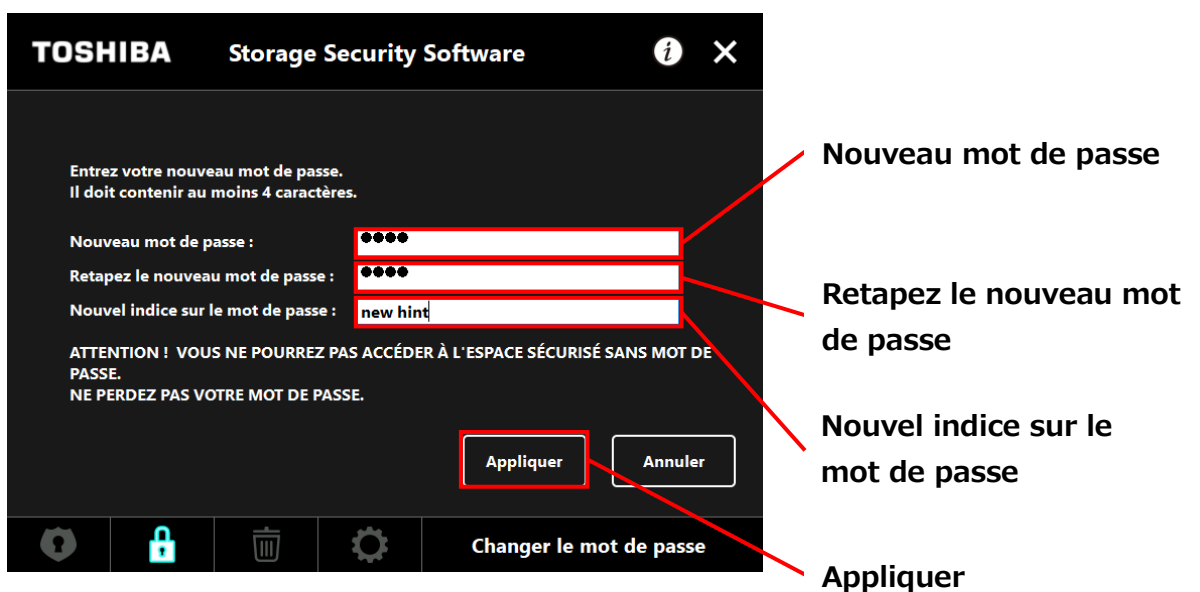 TOSHIBA Storage Security Software
Entrez votre nouveau mot de passe.
Il doit contenir au moins 4 caractères.
Nouveau mot de passe : ●●●●
Retapez le nouveau mot de passe : ●●●●
Nouvel indice sur le mot de passe : new hint
ATTENTION ! VOUS NE POURREZ PAS ACCÉDER À L'ESPACE SÉCURISÉ SANS MOT DE
PASSE.
NE PERDEZ PAS VOTRE MOT DE PASSE.
Appliquer Annuler
Changer le mot de passe
Nouveau mot de passe
Retapez le nouveau mot
de passe
Nouvel indice sur le
mot de passe
Appliquer